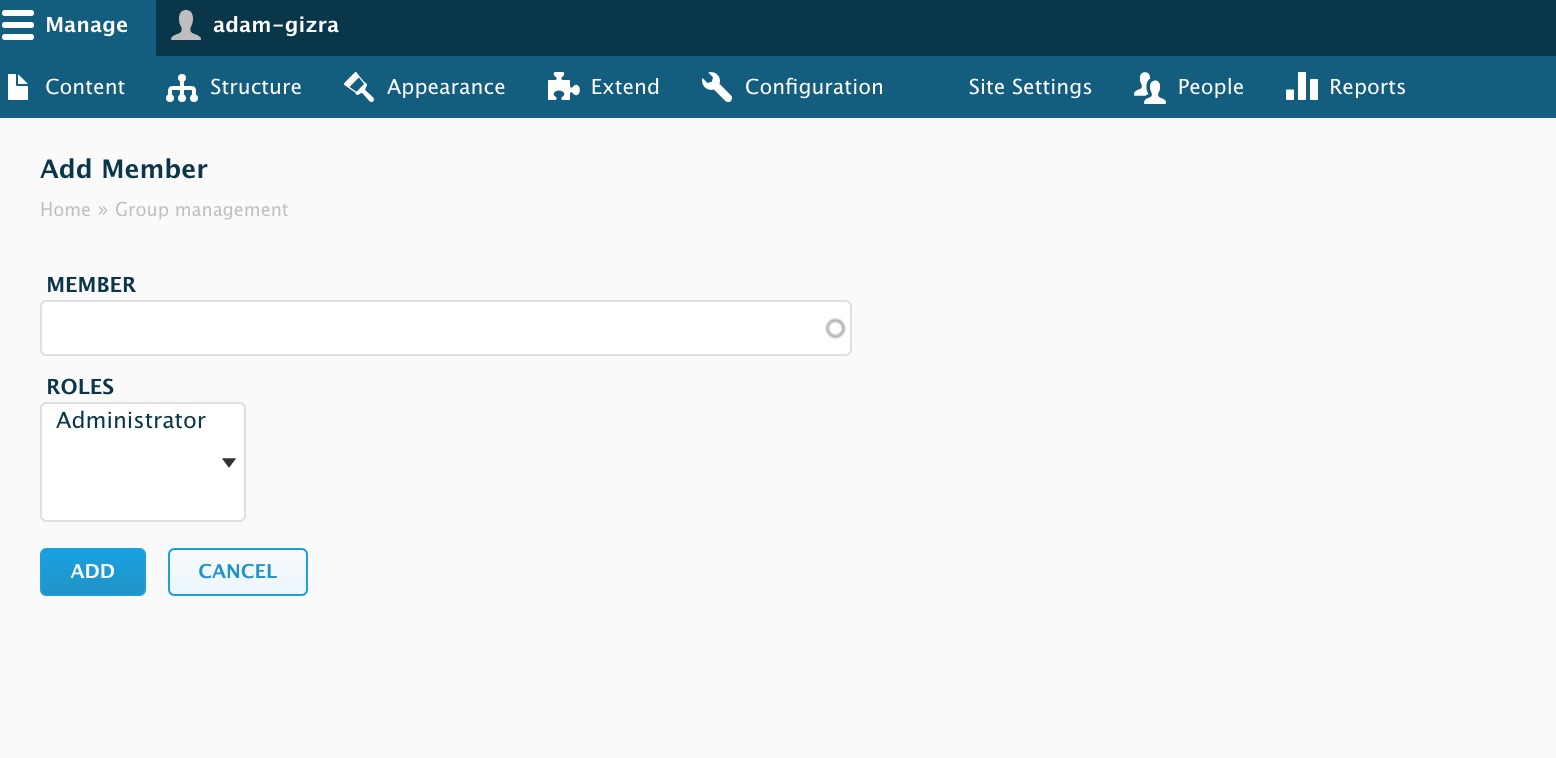 Manage adam-gizra
Content Structure Appearance Extend Configuration Site Settings People Reports
Add Member
Home » Group management
MEMBER
ROLES
Administrator
ADD CANCEL